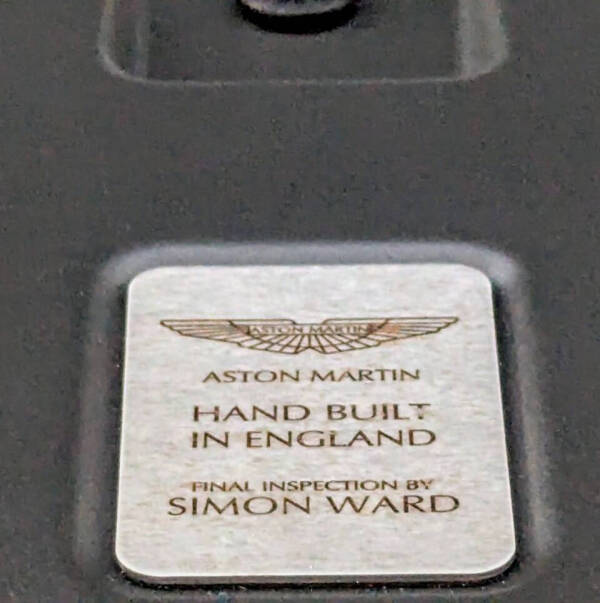 ASTON MARTIN
ASTON MARTIN
HAND BUILT
IN ENGLAND
FINAL INSPECTION BY
SIMON WARD